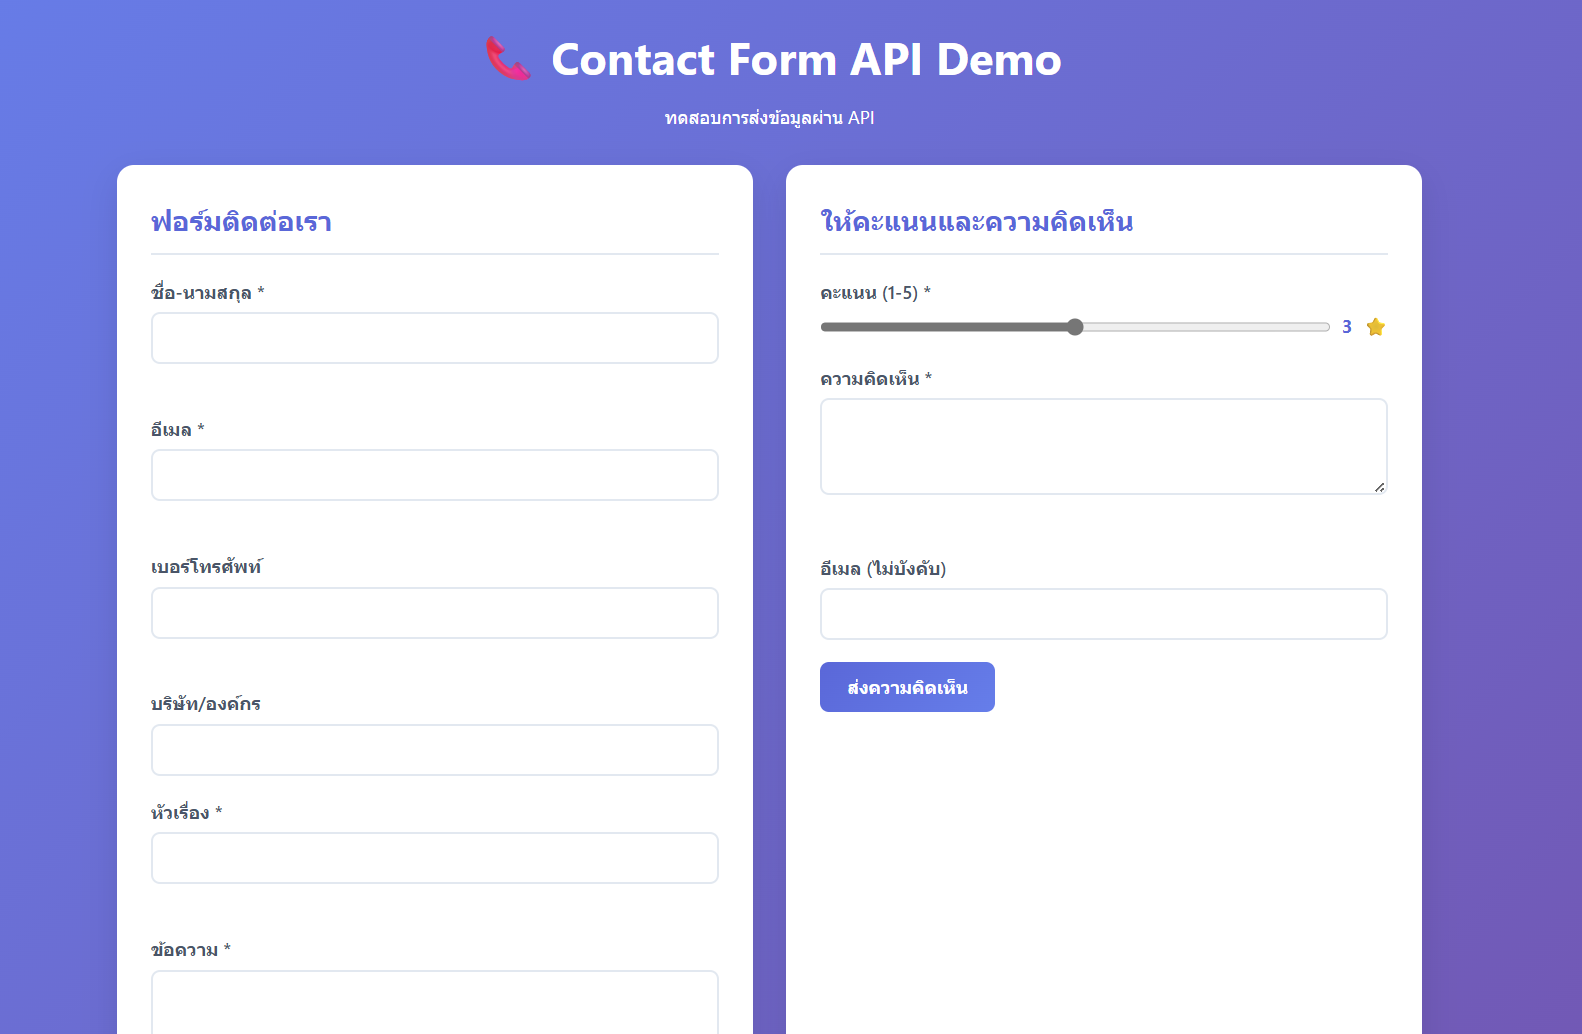 📞 Contact Form API Demo
ทดสอบการส่งข้อมูลผ่าน API
ฟอร์มติดต่อเรา
ชื่อ-นามสกุล *
อีเมล *
เบอร์โทรศัพท์
บริษัท/องค์กร
หัวเรื่อง *
ข้อความ *
ให้คะแนนและความคิดเห็น
คะแนน (1-5) *
3 ⭐
ความคิดเห็น *
อีเมล (ไม่บังคับ)
ส่งความคิดเห็น